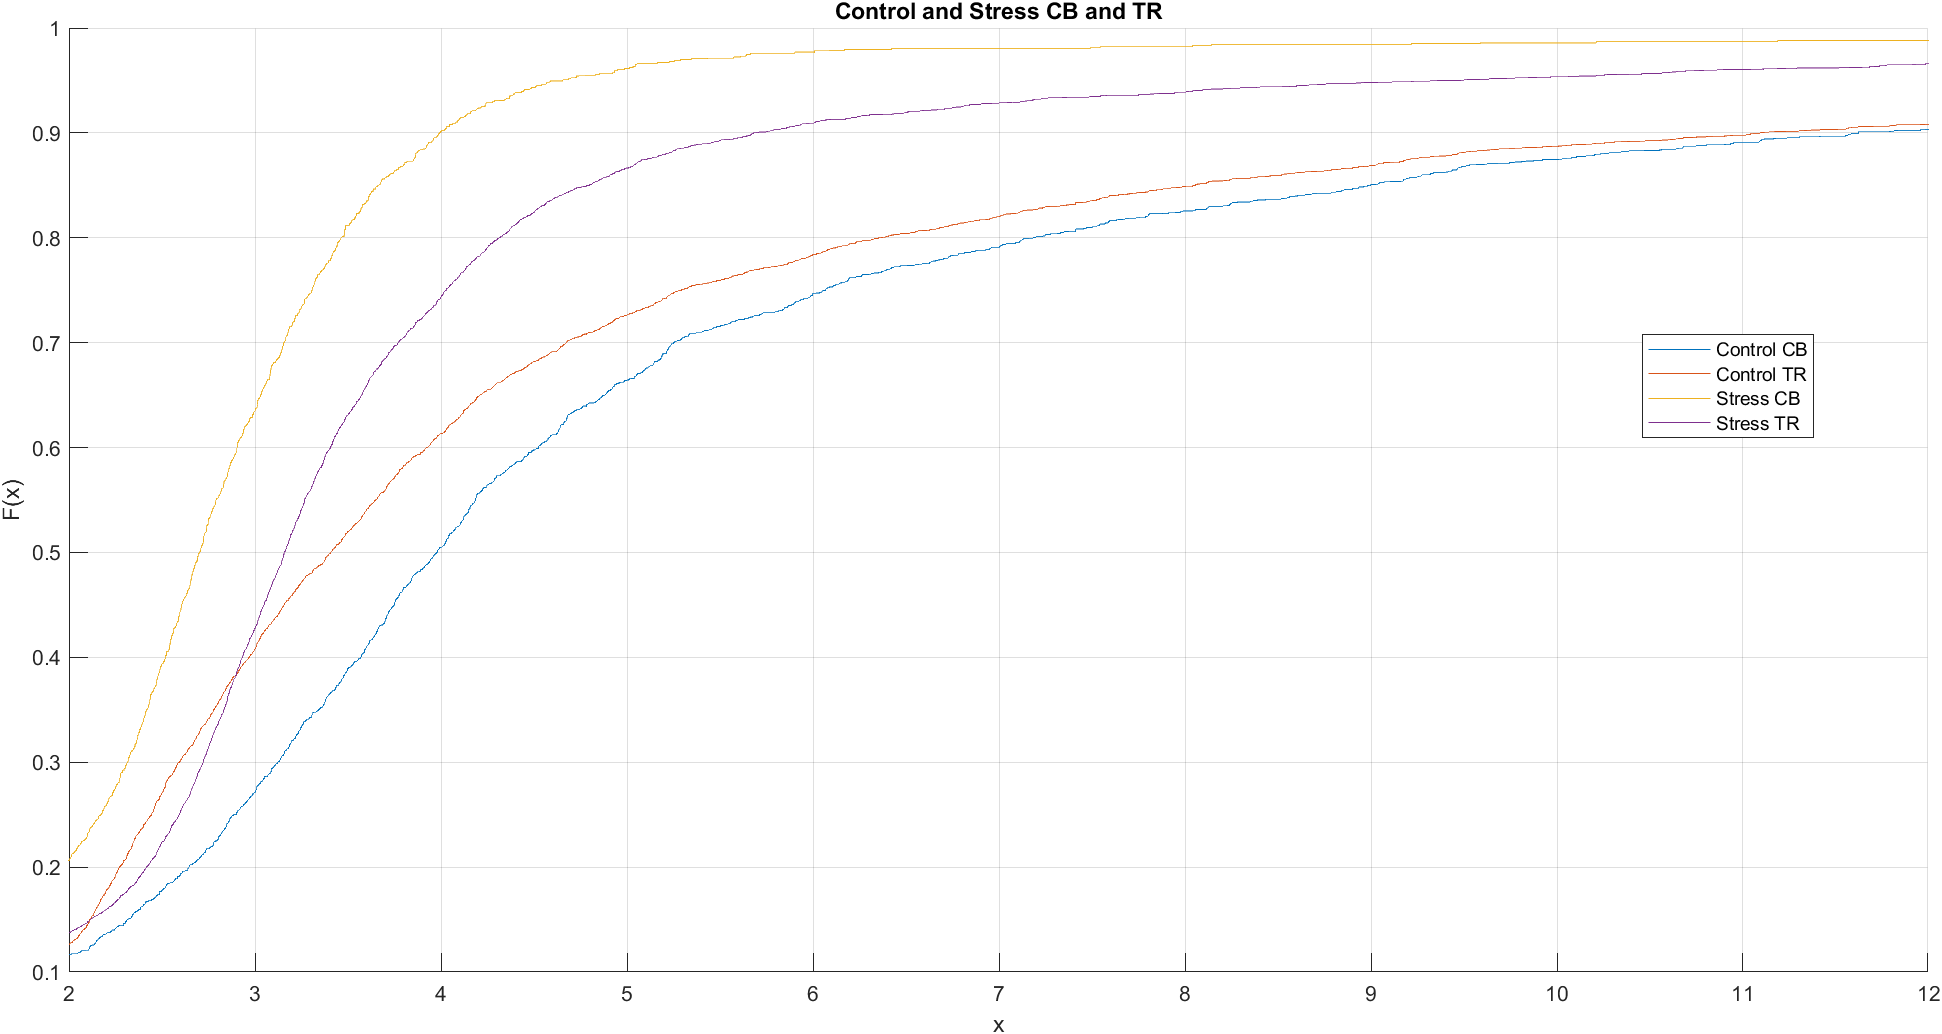 Control and Stress CB and TR
1
0.9
0.8
0.7
0.6
0.5
0.4
0.3
0.2
0.1
F(x)
Control CB
Control TR
Stress CB
Stress TR
2 3 4 5 6 7 8 9 10 11 12
x